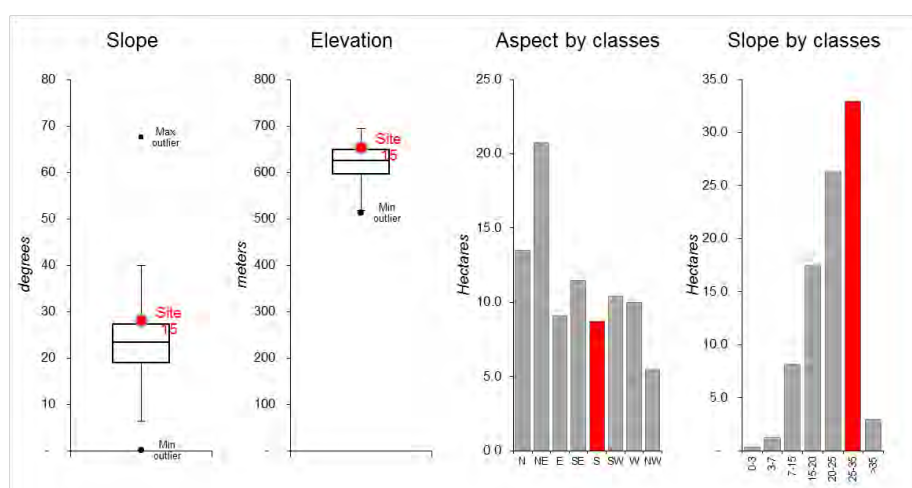 Slope
80
70
60
50
40
30
20
10
-
degrees
Max
outlier
Site
15
Min
outlier
Elevation
800
700
600
500
400
300
200
100
-
meters
Site
15
Min
outlier
Aspect by classes
25.0
20.0
15.0
10.0
5.0
0.0
Hectares
N NE E SE S SW W NW
Slope by classes
35.0
30.0
25.0
20.0
15.0
10.0
5.0
-
Hectares
0-3
3-7
7-15
15-20
20-25
25-35
>35